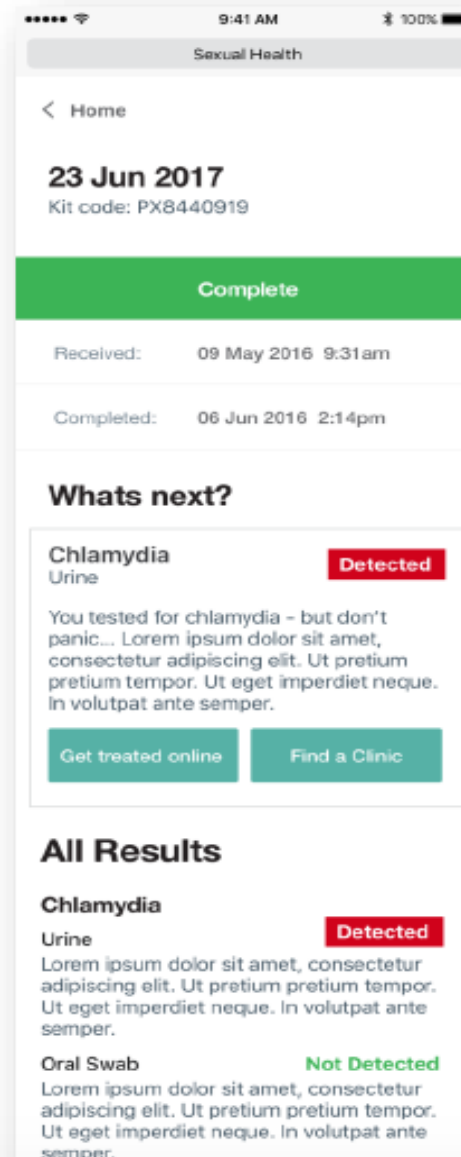 9:41 AM 100%
Sexual Health
< Home
23 Jun 2017
Kit code: PX8440919
Complete
Received: 09 May 2016 9:31am
Completed: 06 Jun 2016 2:14pm
Whats next?
Chlamydia
Detected
Urine
You tested for chlamydia - but don't
panic... Lorem ipsum dolor sit amet,
consectetur adipiscing elit. Ut pretium
pretium tempor. Ut eget imperdiet neque.
In volutpat ante semper.
Get treated online Find a Clinic
All Results
Chlamydia
Urine Detected
Lorem ipsum dolor sit amet, consectetur
adipiscing elit. Ut pretium pretium tempor.
Ut eget imperdiet neque. In volutpat ante
semper.
Oral Swab Not Detected
Lorem ipsum dolor sit amet, consectetur
adipiscing elit. Ut pretium pretium tempor.
Ut eget imperdiet neque. In volutpat ante
semper.